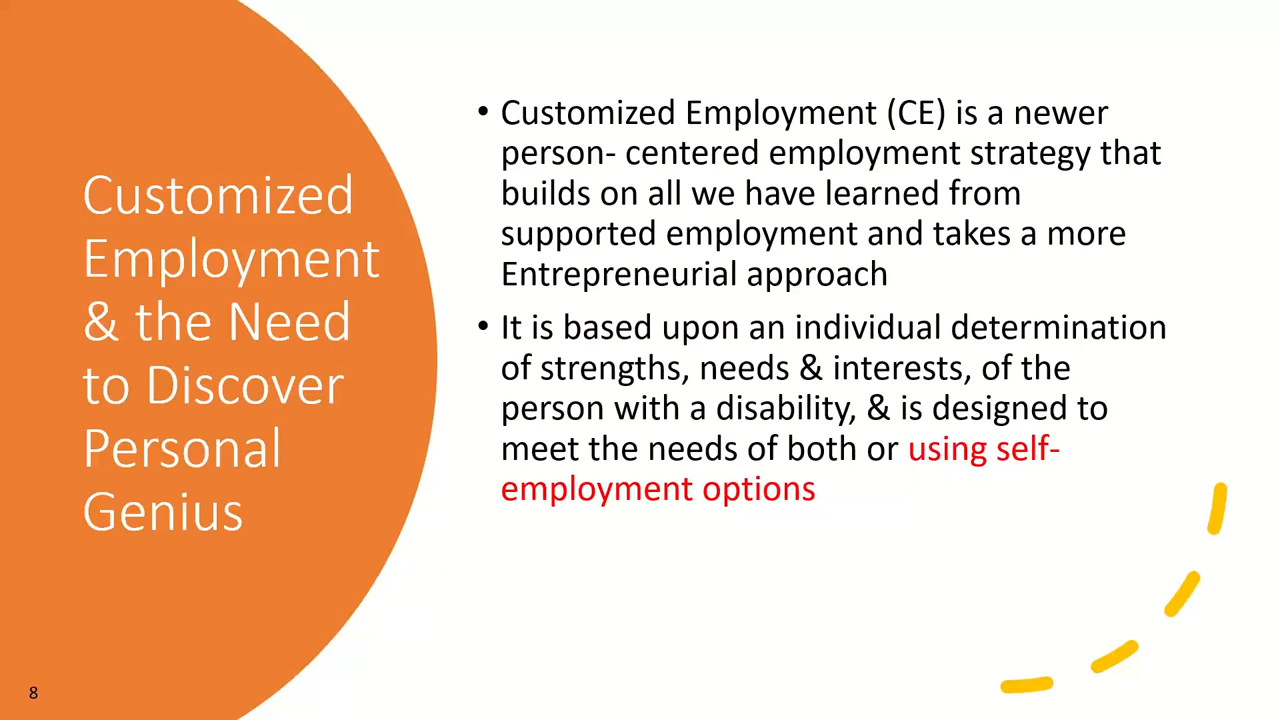 Customized
Employment
& the Need
to Discover
Personal
Genius
• Customized Employment (CE) is a newer
person- centered employment strategy that
builds on all we have learned from
supported employment and takes a more
Entrepreneurial approach
• It is based upon an individual determination
of strengths, needs & interests, of the
person with a disability, & is designed to
meet the needs of both or using self-
employment options
8